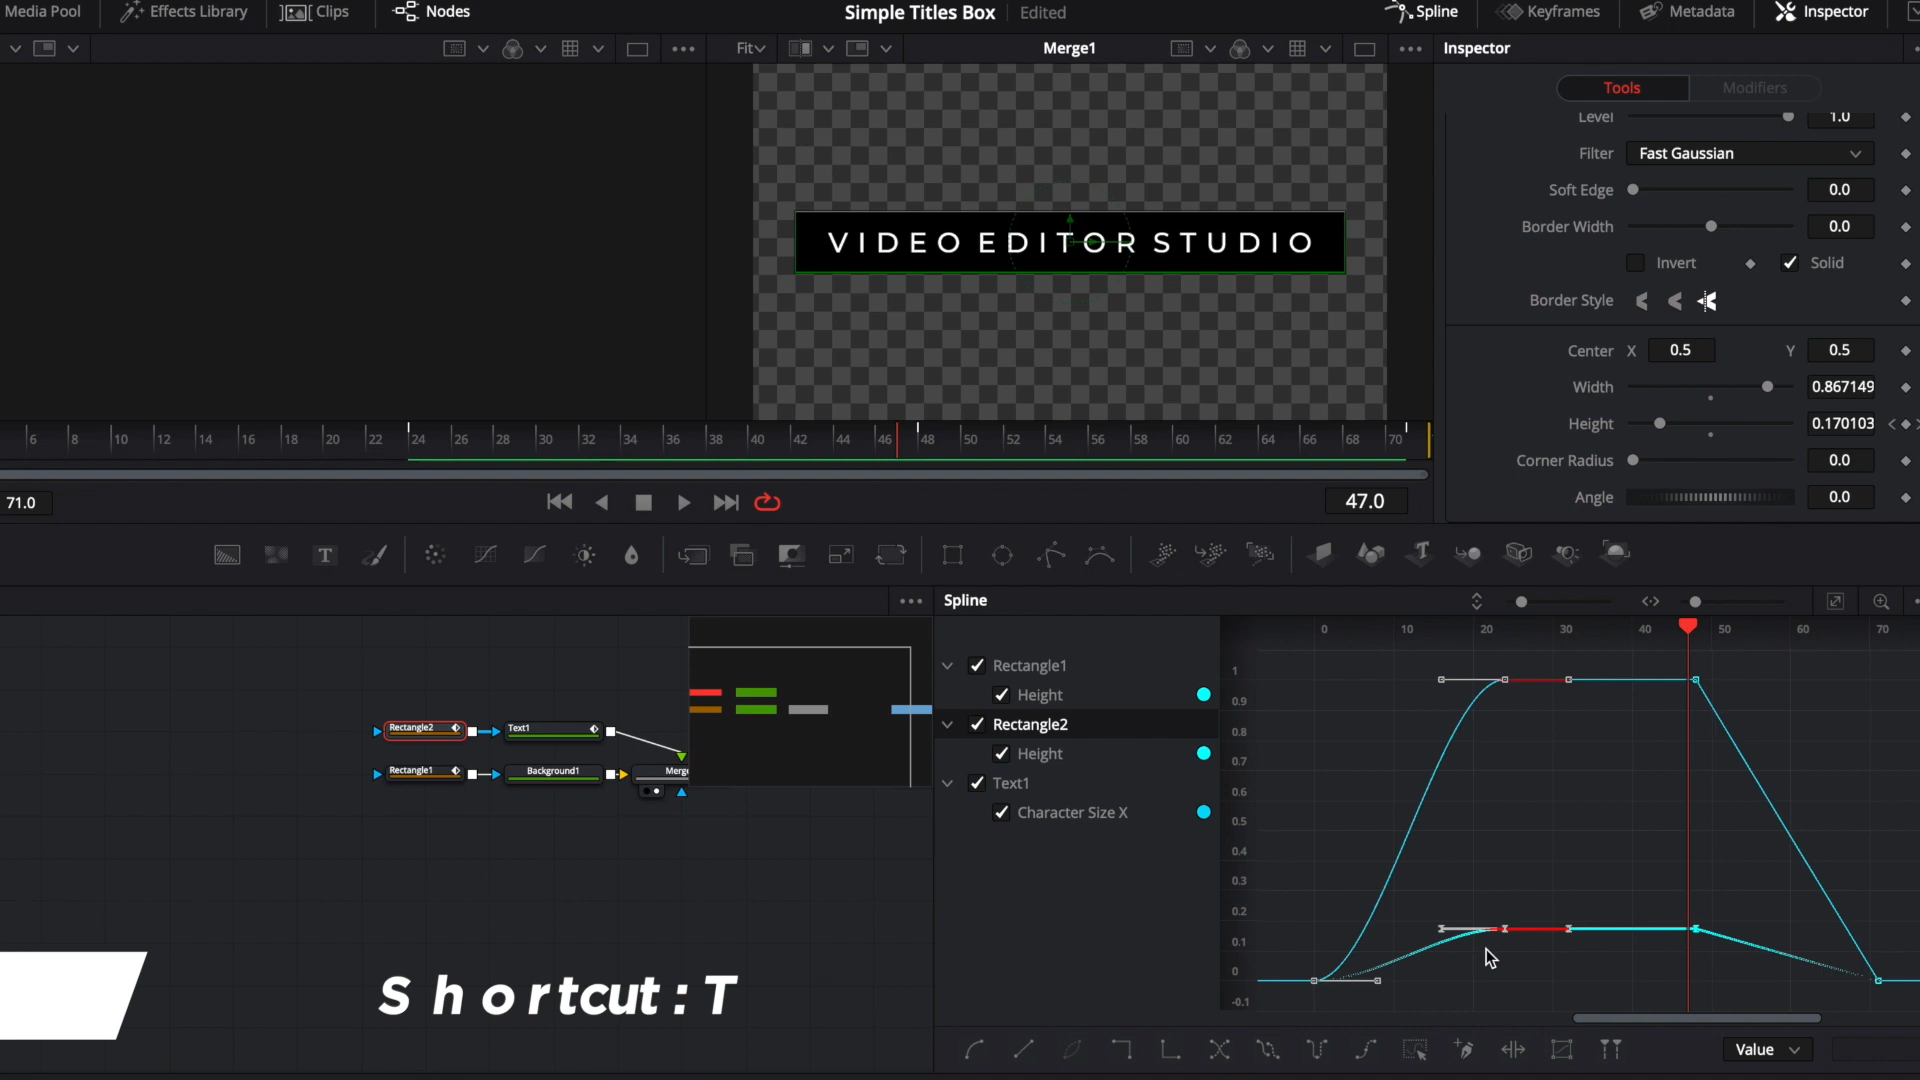 Media Pool Effects Library Clips Nodes Simple Titles Box Edited Spline Keyframes Metadata Inspector
Fit Merge1 Inspector
Tools Modifiers
Level 1.0
Filter Fast Gaussian
Soft Edge 0.0
Border Width 0.0
Invert Solid
Border Style
Center X 0.5 Y 0.5
Width 0.867149
Height 0.170103
Corner Radius 0.0
Angle 0.0
VIDEO EDITOR STUDIO
6 8 10 12 14 16 18 20 22 24 26 28 30 32 34 36 38 40 42 44 46 48 50 52 54 56 58 60 62 64 66 68 70
71.0 47.0
T
Spline
0 10 20 30 40 50 60 70
Rectangle1
Height
Rectangle2
Height
Text1
Character Size X
1
0.9
0.8
0.7
0.6
0.5
0.4
0.3
0.2
0.1
0
-0.1
Rectangle2 Text1
Rectangle1 Background1 Merge
Shortcut: T
Value